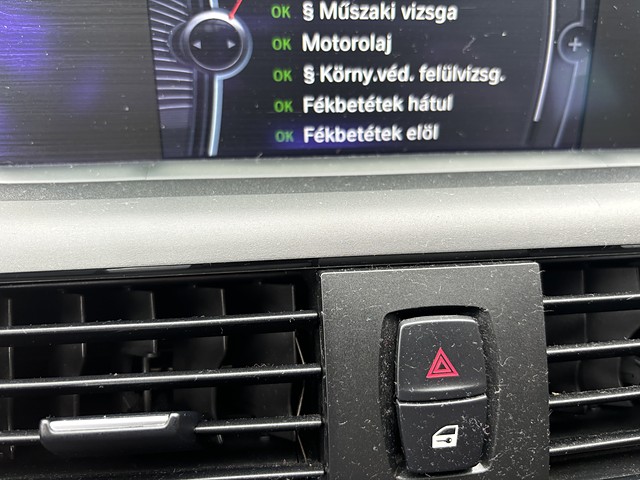 OK § Műszaki vizsga
OK Motorolaj
OK § Körny.véd. felülvizsg.
OK Fékbetétek hátul
OK Fékbetétek elöl